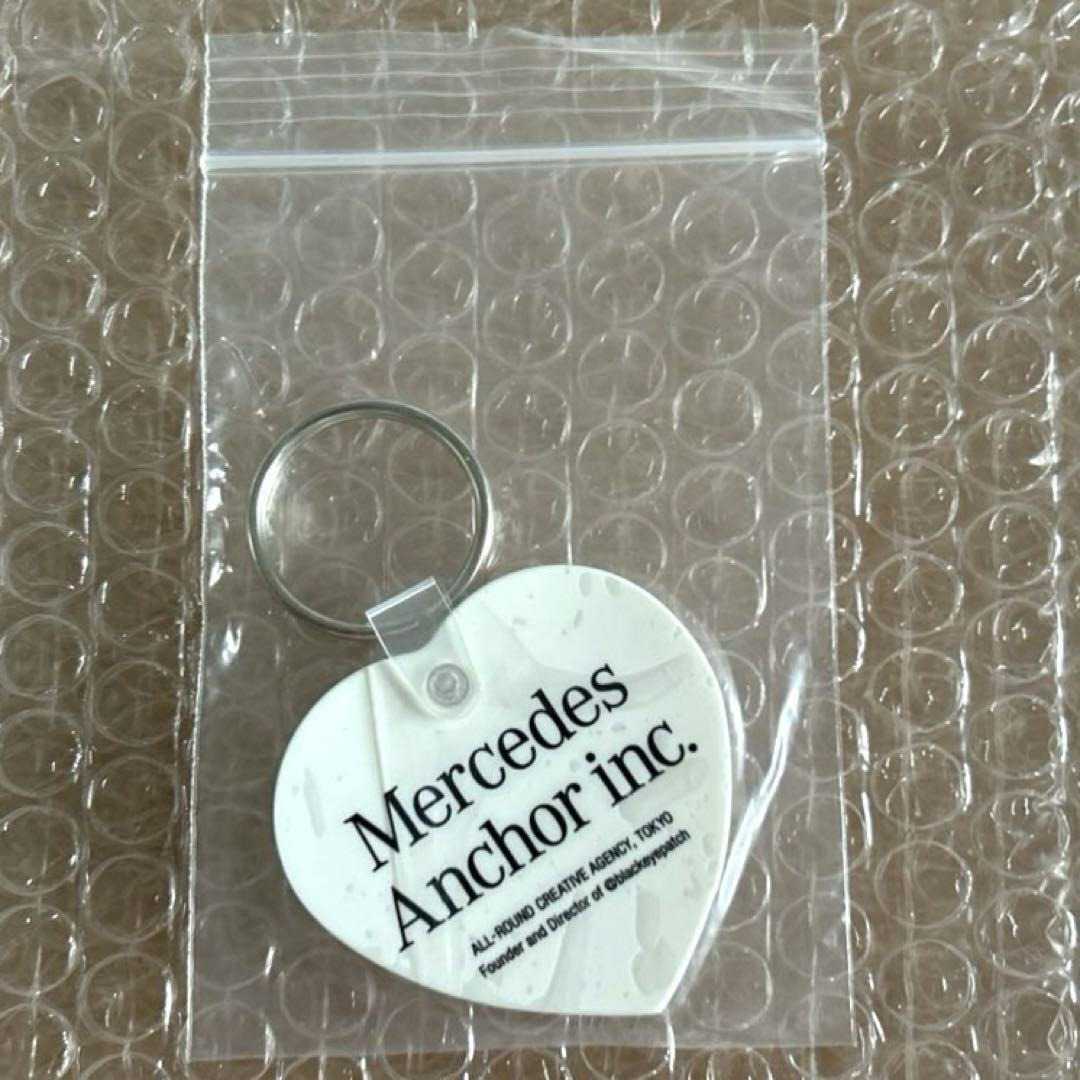 Mercedes
Anchor inc.
ALL-ROUND CREATIVE AGENCY, TOKYO
Founder and Director of @blackeyepatch